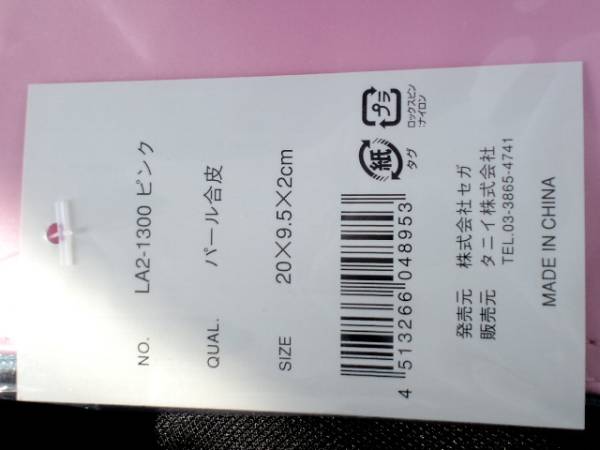 NO. LA2-1300 ピンク
QUAL. パール合皮
SIZE 20×9.5×2cm
4 513266 048953
紙
タグ
プラ
ロックスピン
:ナイロン
発売元 株式会社セガ
販売元 タニイ株式会社
TEL.03-3865-4741
MADE IN CHINA